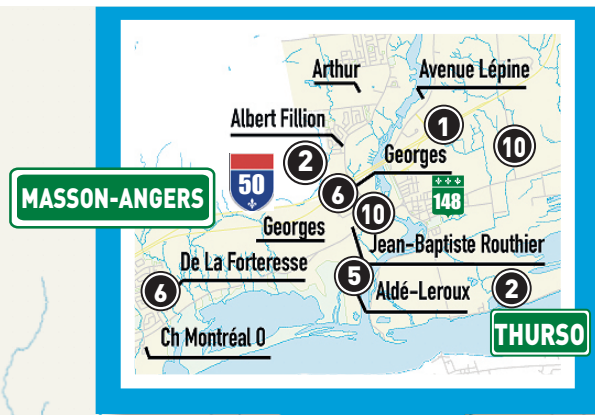 Arthur
Avenue Lépine
Albert Fillion
1
10
2
Georges
50
6
148
MASSON-ANGERS
10
Georges
Jean-Baptiste Routhier
De La Forteresse
5
6
Aldé-Leroux
2
Ch Montréal O
THURSO